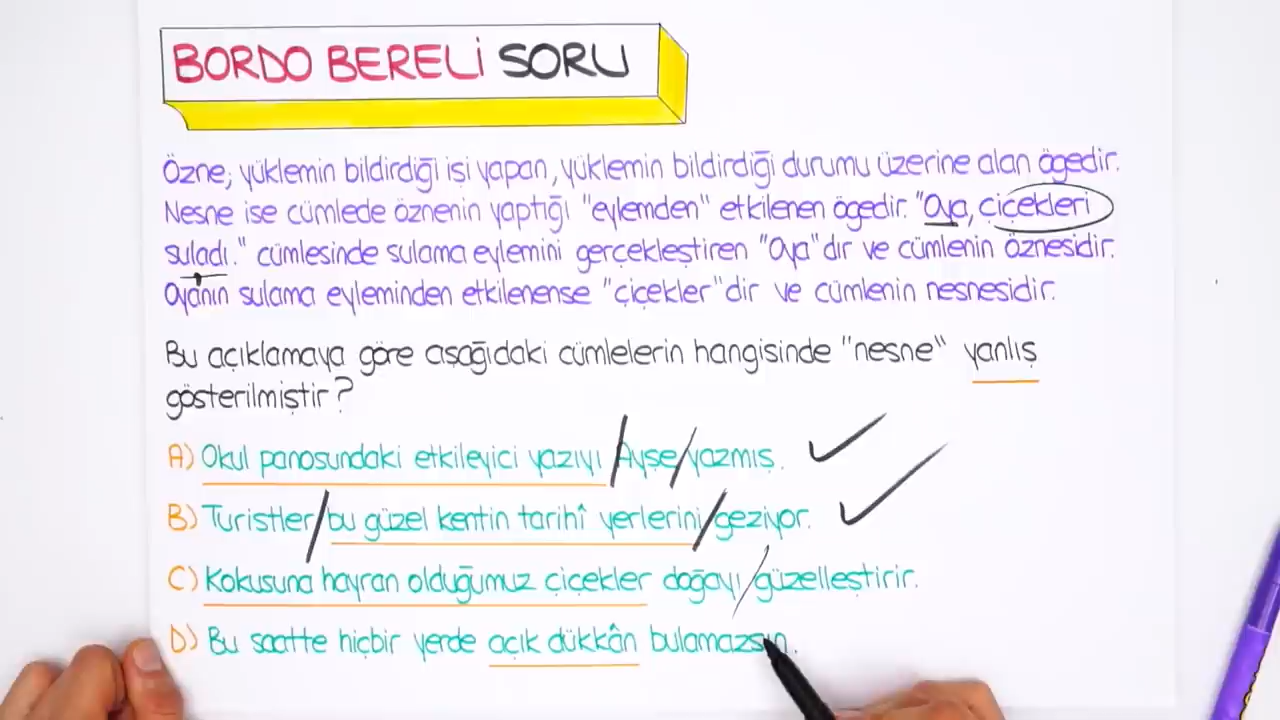 BORDO BERELİ SORU
Özne, yüklemin bildirdiği işi yapan, yüklemin bildirdiği durumu üzerine alan ögedir.
Nesne ise cümlede öznenin yaptığı "eylemden" etkilenen ögedir. "Oya, çiçekleri
suladı." cümlesinde sulama eylemini gerçekleştiren "Oya" dır ve cümlenin öznesidir.
Oyanın sulama eyleminden etkilenense "çiçekler" dir ve cümlenin nesnesidir.
Bu açıklamaya göre aşağıdaki cümlelerin hangisinde "nesne" yanlış
gösterilmiştir?
A) Okul panosundaki etkileyici yazıyı Ayşe yazmış.
B) Turistler bu güzel kentin tarihî yerlerini geziyor.
C) Kokusuna hayran olduğumuz çiçekler doğayı güzelleştirir.
D) Bu saatte hiçbir yerde açık dükkân bulamazsın.